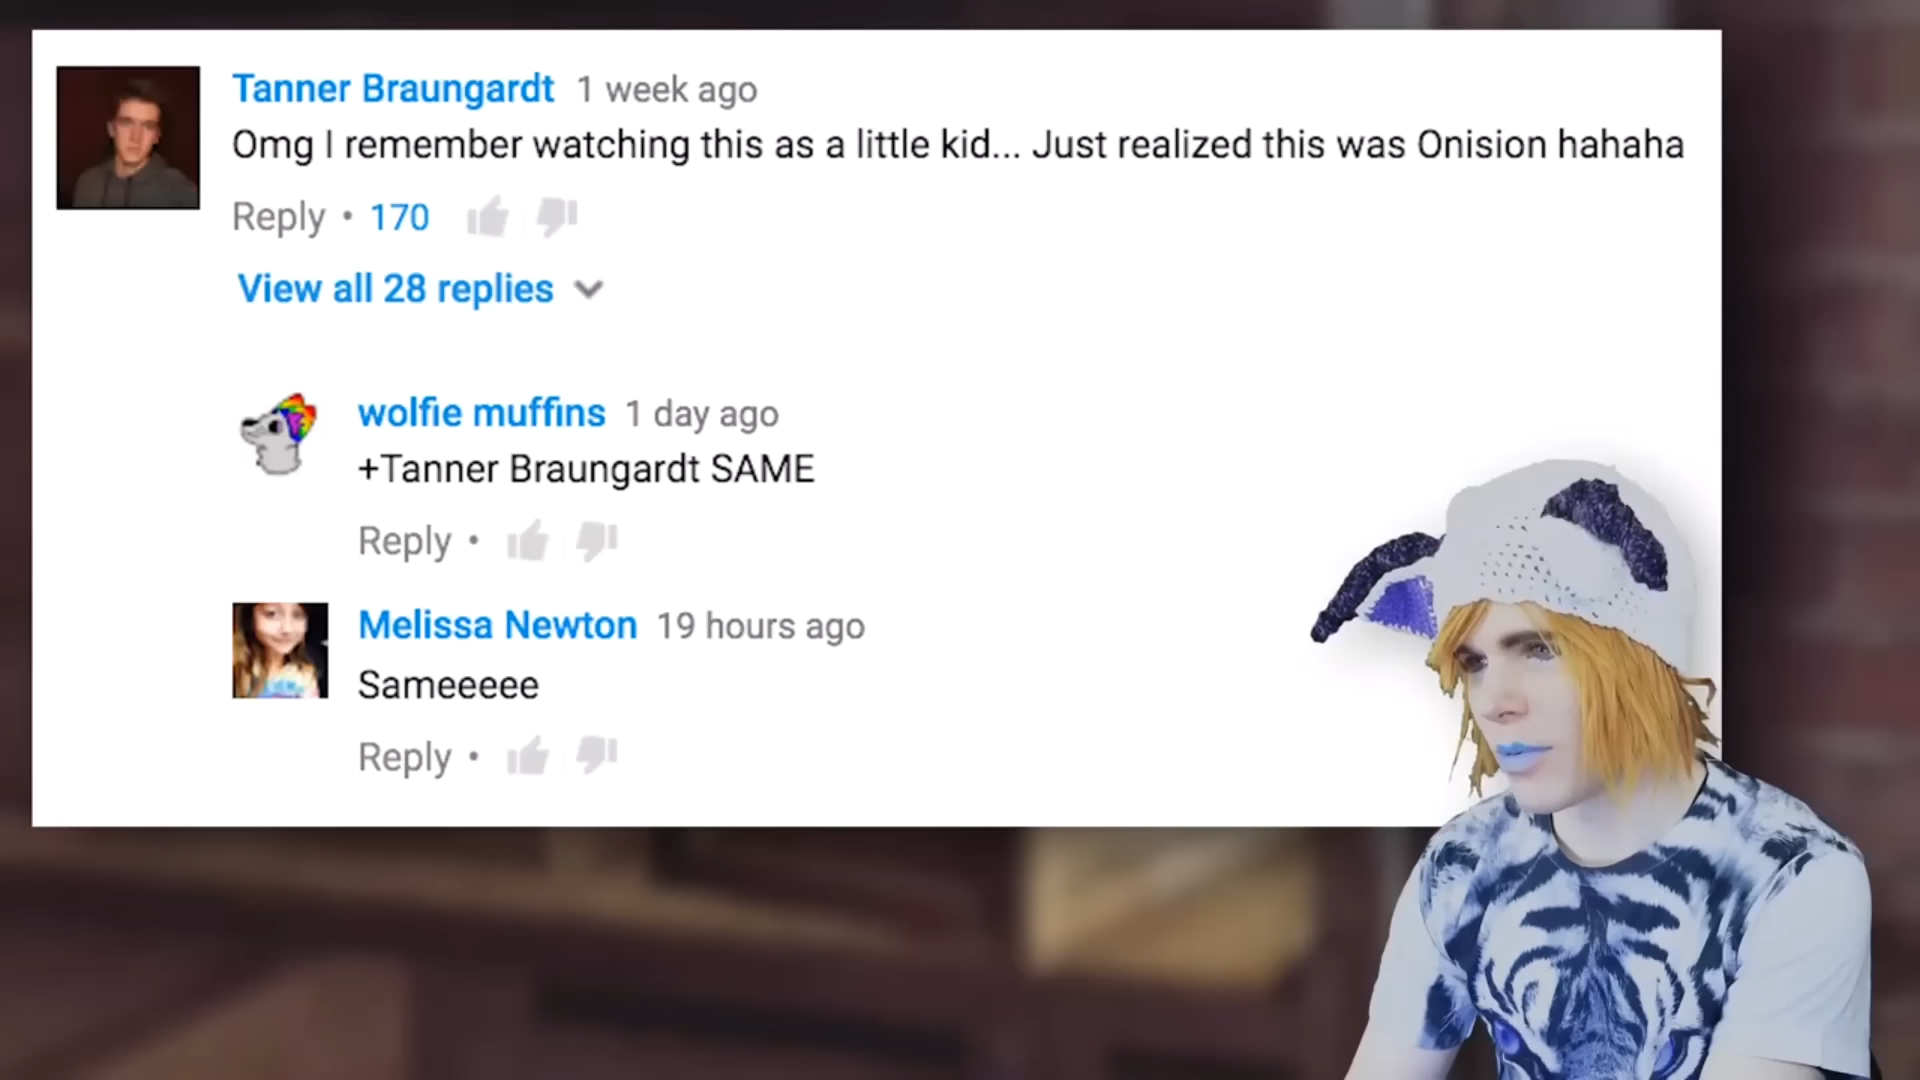 Tanner Braungardt 1 week ago
Omg I remember watching this as a little kid... Just realized this was Onision hahaha
Reply • 170
View all 28 replies
wolfie muffins 1 day ago
+Tanner Braungardt SAME
Reply •
Melissa Newton 19 hours ago
Sameeeee
Reply •